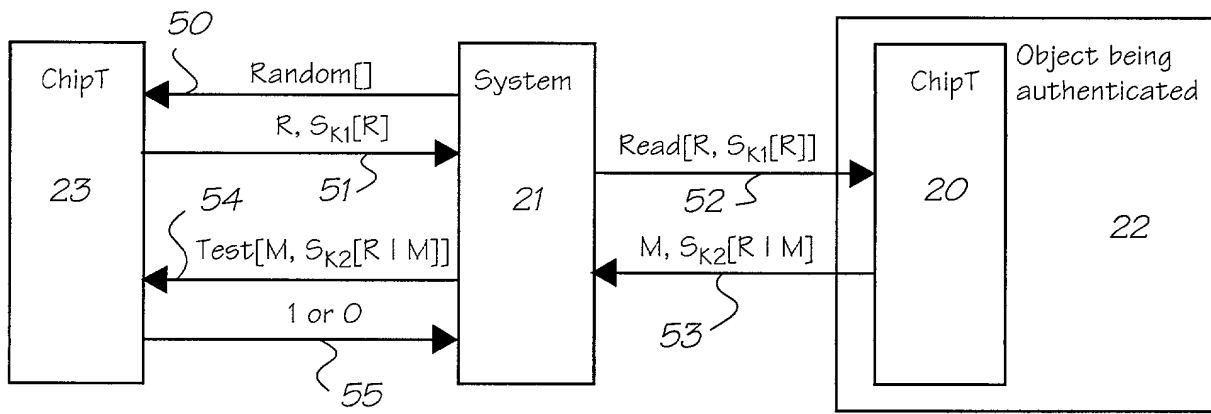 50
ChipT
Random[]
System
ChipT
Object being
authenticated
R, SK1[R]
Read[R, SK1[R]]
51
52
23
54
21
20
22
Test[M, SK2[R | M]]
M, SK2[R | M]
53
1 or 0
55